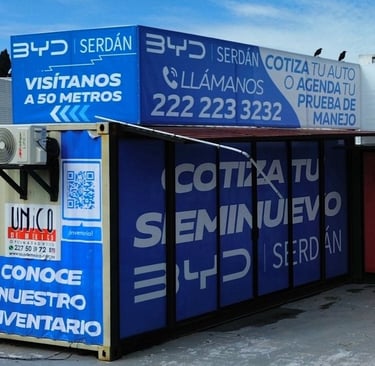 BYD | SERDÁN
VISÍTANOS
A 50 METROS
BYD | SERDÁN
LLÁMANOS
222 223 3232
COTIZA TU AUTO
O AGENDA TU
PRUEBA DE
MANEJO
UNICO
CONOCE
NUESTRO
INVENTARIO
COTIZA TU
SEMINUEVO
BYD | SERDÁN